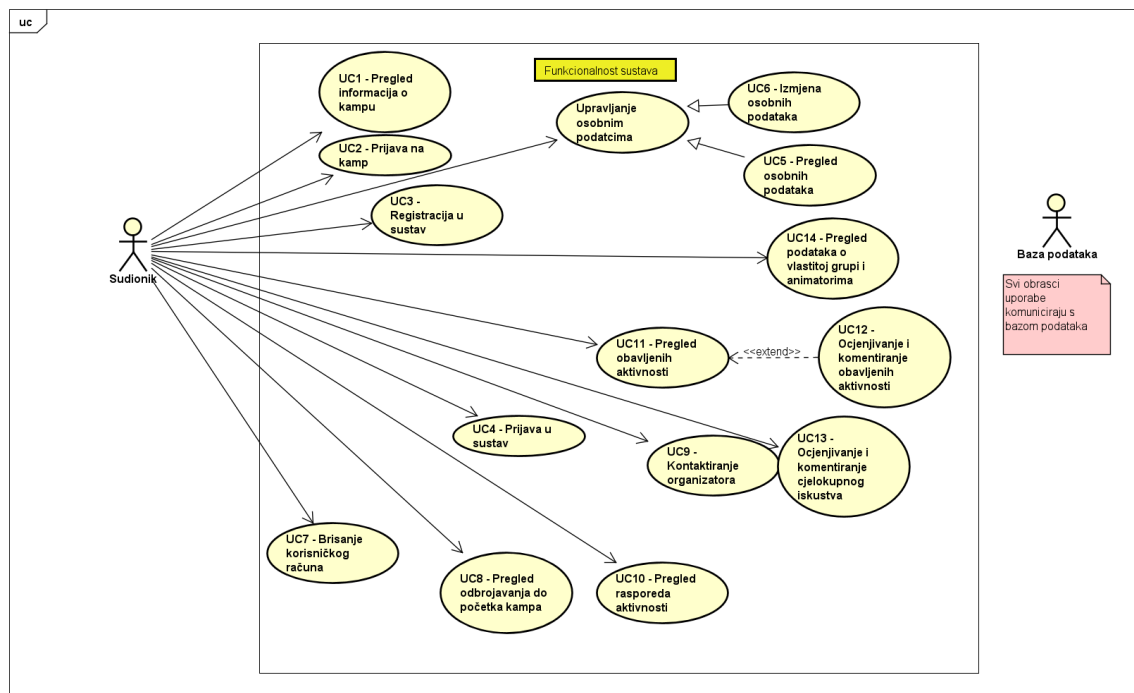 uc
Funkcionalnost sustava
UC1 - Pregled
informacija o
kampu
UC2 - Prijava na
kamp
UC3 -
Registracija u
sustav
Upravljanje
osobnim
podatcima
UC6 - Izmjena
osobnih
podataka
UC5 - Pregled
osobnih
podataka
Sudionik
UC14 - Pregled
podataka o
vlastitoj grupi i
animatorima
Baza podataka
Svi obrasci
uporabe
komuniciraju s
bazom podataka
UC11 - Pregled
obavljenih
aktivnosti
<<extend>>
UC12 -
Ocjenjivanje i
komentiranje
obavljenih
aktivnosti
UC4 - Prijava u
sustav
UC9 -
Kontaktiranje
organizatora
UC13 -
Ocjenjivanje i
komentiranje
cjelokupnog
iskustva
UC7 - Brisanje
korisničkog
računa
UC8 - Pregled
odbrojavanja do
početka kampa
UC10 - Pregled
rasporeda
aktivnosti